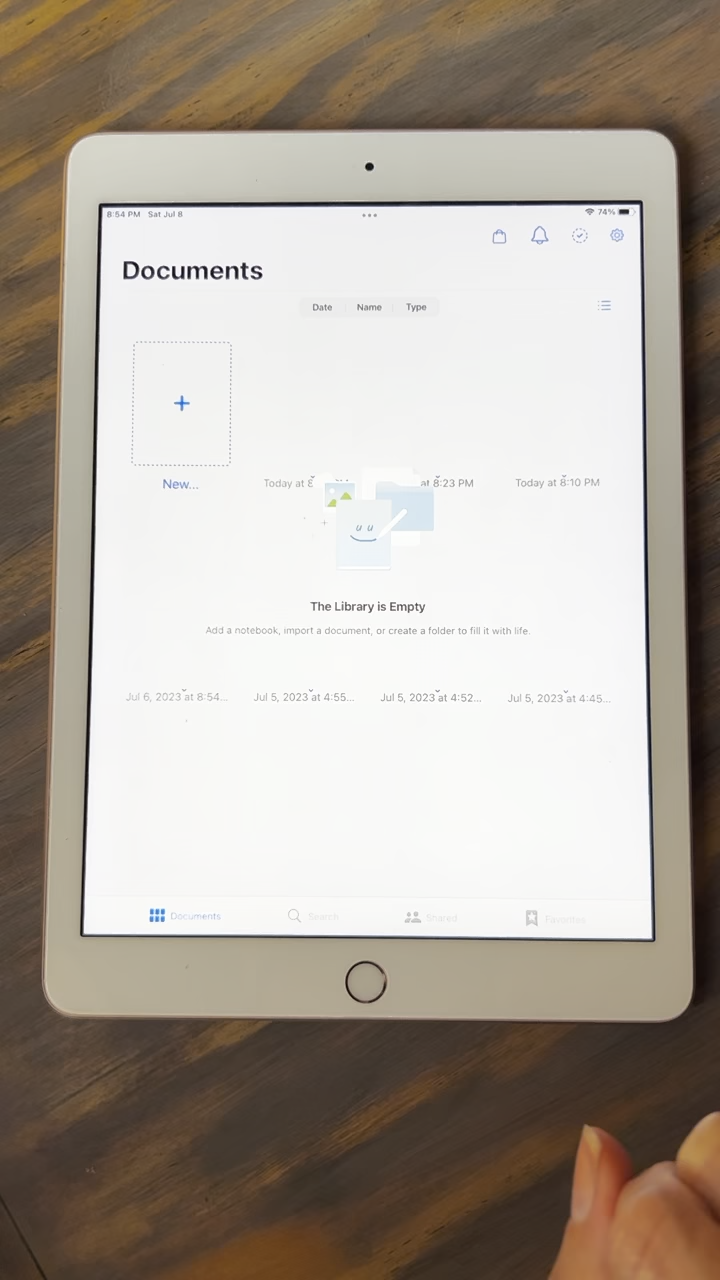 8:54 PM Sat Jul 8
74%
Documents
Date Name Type
New...
Today at 8
at 8:23 PM
Today at 8:10 PM
The Library is Empty
Add a notebook, import a document, or create a folder to fill it with life.
Jul 6, 2023 at 8:54...
Jul 5, 2023 at 4:55...
Jul 5, 2023 at 4:52...
Jul 5, 2023 at 4:45...
Documents
Search
Shared
Favorites